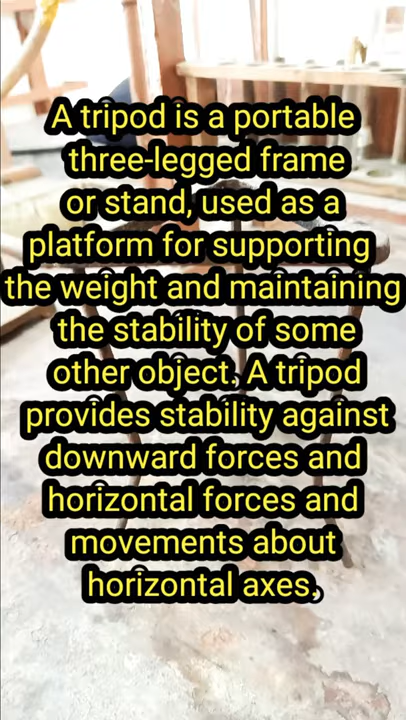 A tripod is a portable
three-legged frame
or stand, used as a
platform for supporting
the weight and maintaining
the stability of some
other object. A tripod
provides stability against
downward forces and
horizontal forces and
movements about
horizontal axes.